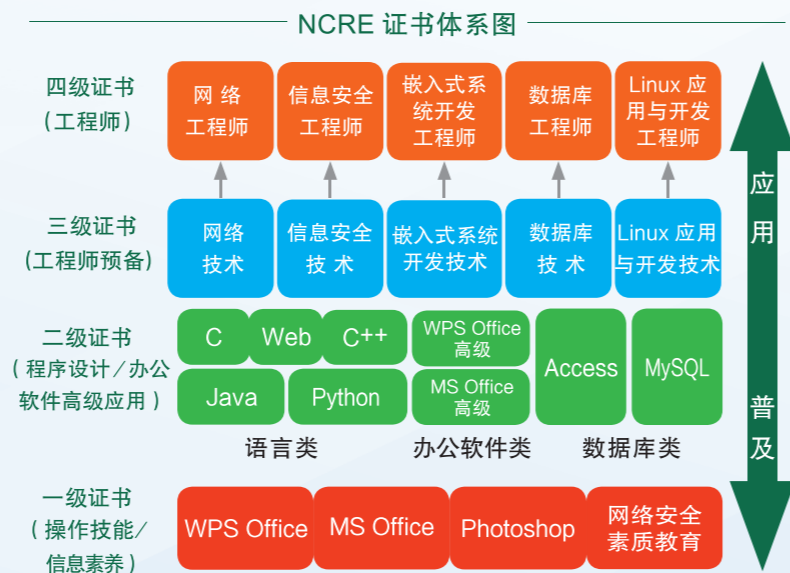 NCRE 证书体系图
四级证书
(工程师)
网 络
工程师
信息安全
工程师
嵌入式系
统开发
工程师
数据库
工程师
Linux 应
用与开发
工程师
三级证书
(工程师预备)
网络
技术
信息安全
技 术
嵌入式系统
开发技术
数据库
技 术
Linux 应用
与开发技术
二级证书
(程序设计/办公
软件高级应用)
C
Web
C++
Java
Python
语言类
WPS Office
高级
MS Office
高级
办公软件类
Access
MySQL
数据库类
一级证书
(操作技能/
信息素养)
WPS Office
MS Office
Photoshop
网络安全
素质教育
应
用
普
及